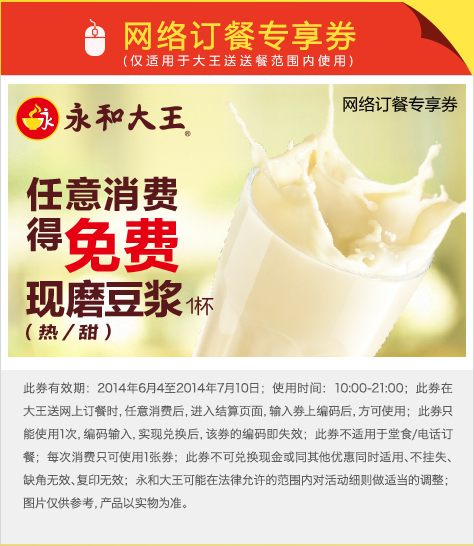 网络订餐专享券
(仅适用于大王送送餐范围内使用)
网络订餐专享券
永 永和大王®
任意消费
得免费
现磨豆浆1杯
(热/甜)
此券有效期：2014年6月4至2014年7月10日；使用时间：10:00-21:00；此券在
大王送网上订餐时,任意消费后,进入结算页面,输入券上编码后,方可使用；此券只
能使用1次,编码输入,实现兑换后,该券的编码即失效；此券不适用于堂食/电话订
餐；每次消费只可使用1张券；此券不可兑换现金或同其他优惠同时适用、不挂失、
缺角无效、复印无效；永和大王可能在法律允许的范围内对活动细则做适当的调整；
图片仅供参考,产品以实物为准。